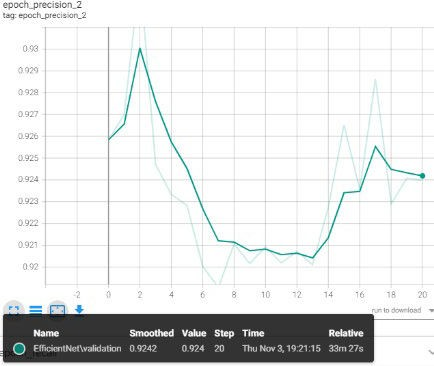 epoch_precision_2
tag: epoch_precision_2
0.93
0.929
0.928
0.927
0.926
0.925
0.924
0.923
0.922
0.921
0.92
-2 0 2 4 6 8 10 12 14 16 18 20
run to download
Name Smoothed Value Step Time Relative
EfficientNet\validation 0.9242 0.924 20 Thu Nov 3, 19:21:15 33m 27s